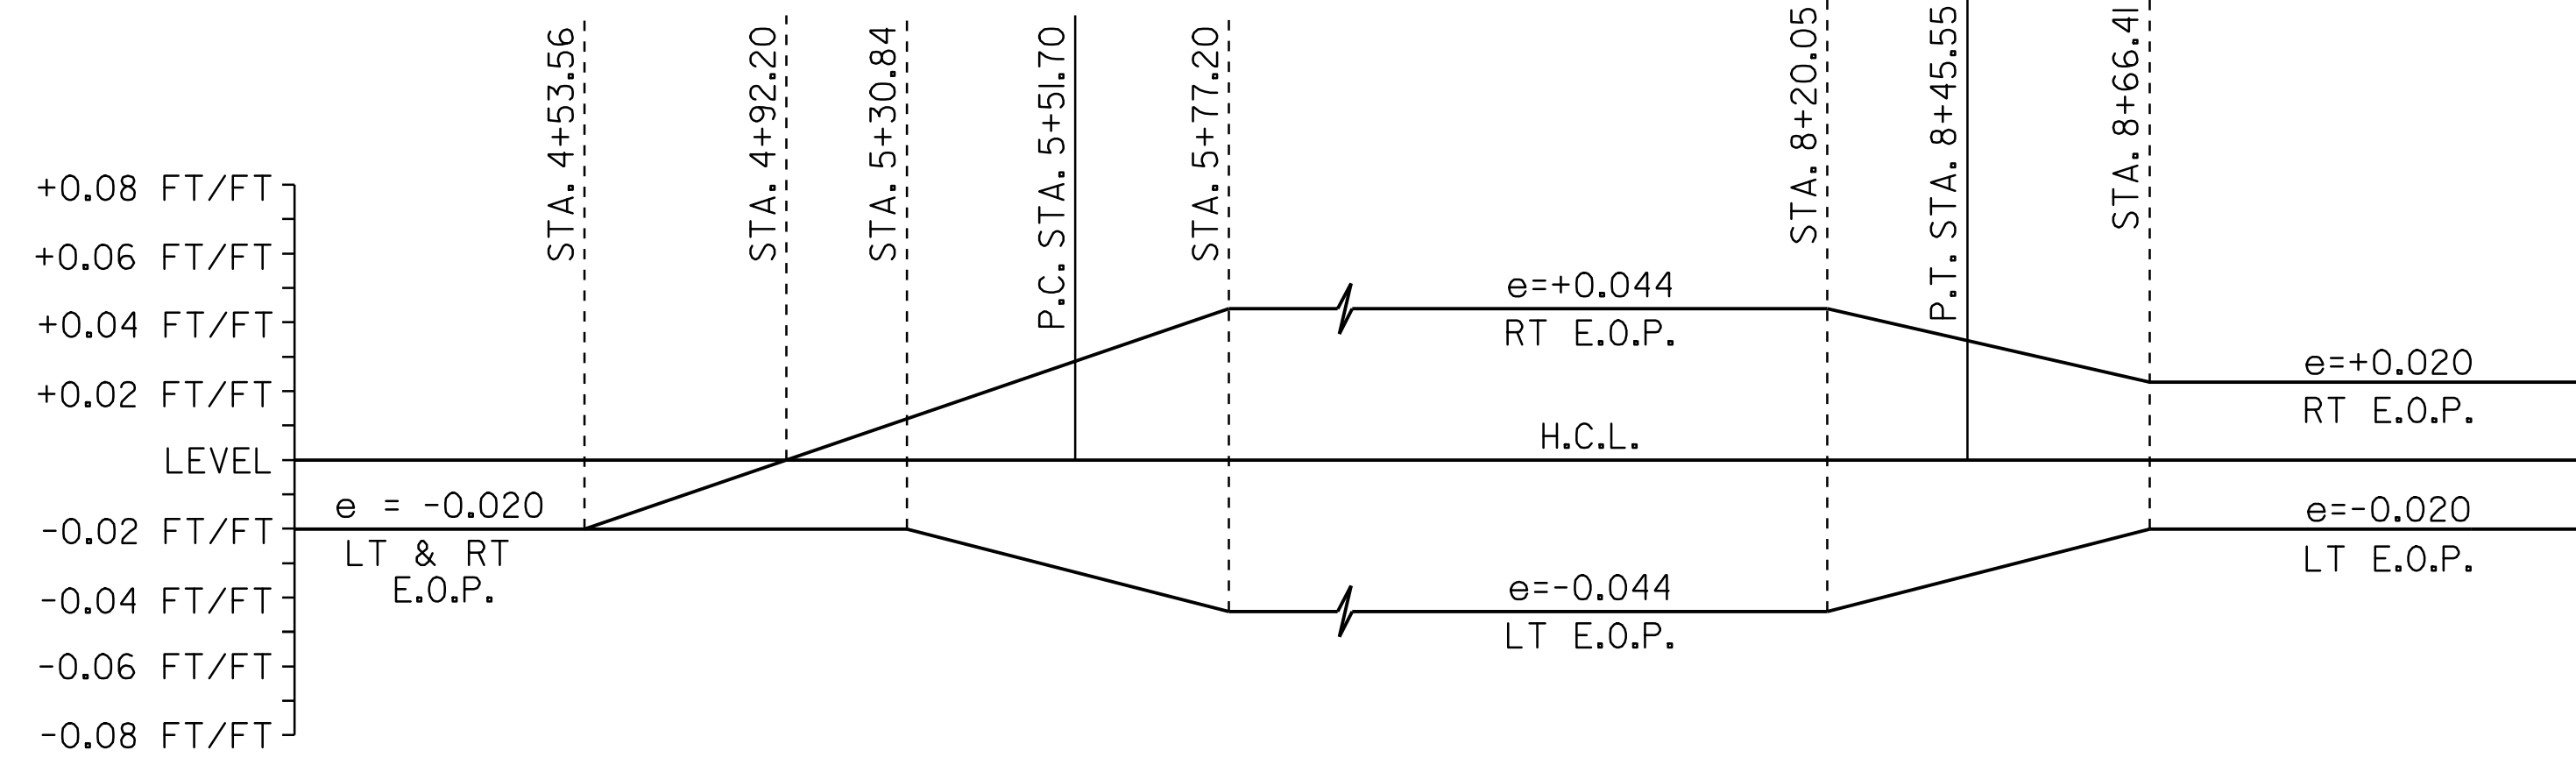 STA. 4+53.56
STA. 4+92.20
STA. 5+30.84
P.C. STA. 5+51.70
STA. 5+77.20
STA. 8+20.05
P.T. STA. 8+45.55
STA. 8+66.41
+0.08 FT/FT
+0.06 FT/FT
+0.04 FT/FT
+0.02 FT/FT
LEVEL
-0.02 FT/FT
-0.04 FT/FT
-0.06 FT/FT
-0.08 FT/FT
e = -0.020
LT & RT
E.O.P.
e=+0.044
RT E.O.P.
H.C.L.
e=-0.044
LT E.O.P.
e=+0.020
RT E.O.P.
e=-0.020
LT E.O.P.